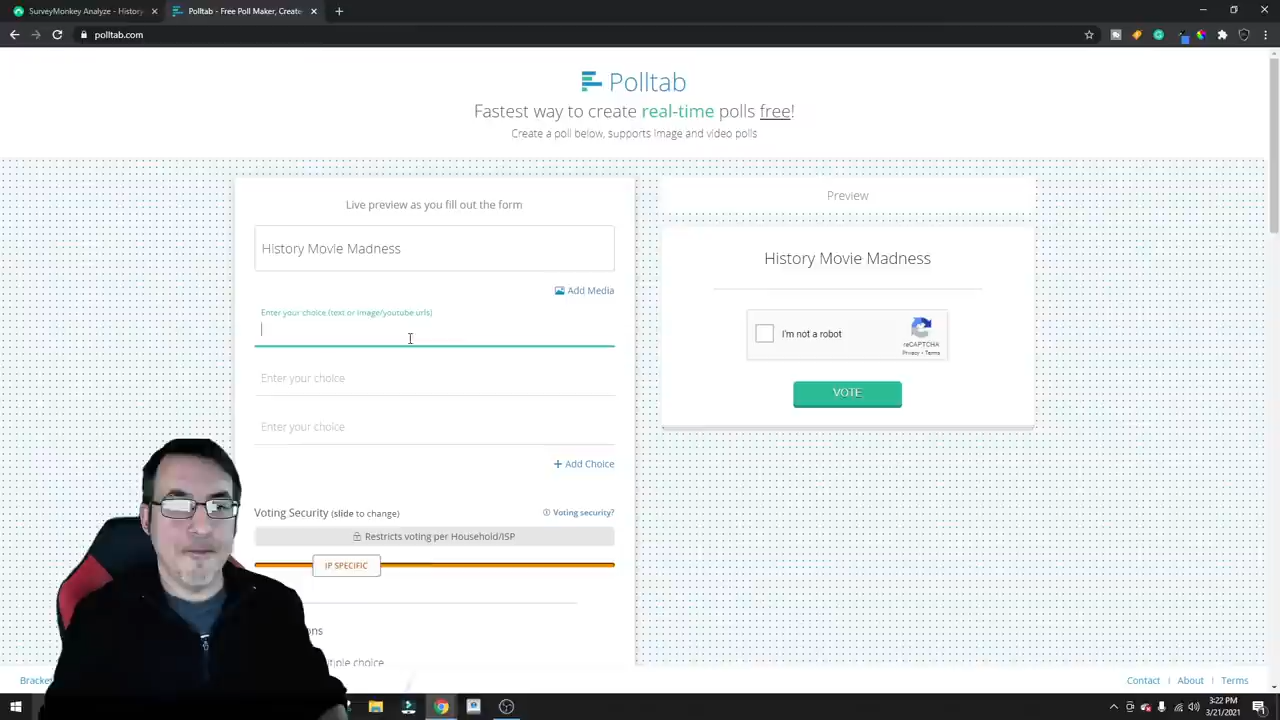 SurveyMonkey Analyze - History
Polltab - Free Poll Maker, Create
polltab.com
Polltab
Fastest way to create real-time polls free!
Create a poll below, supports image and video polls
Live preview as you fill out the form
History Movie Madness
Add Media
Enter your choice (text or image/youtube urls)
Enter your choice
Enter your choice
+ Add Choice
Voting Security (slide to change)
Voting security?
Restricts voting per Household/ISP
IP SPECIFIC
Preview
History Movie Madness
I'm not a robot
reCAPTCHA
Privacy - Terms
VOTE
Contact | About | Terms
3:22 PM
3/21/2021